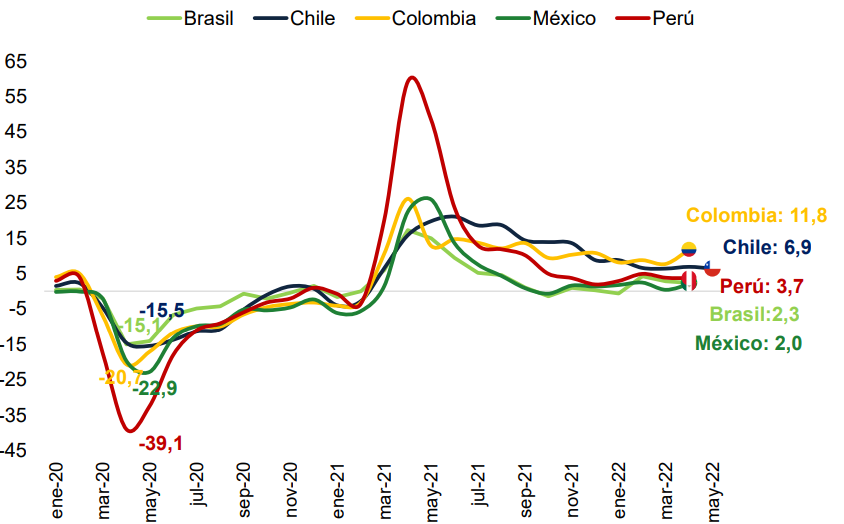 Brasil Chile Colombia México Perú
65
55
45
35
25
15
5
-5
-15
-25
-35
-45
-15,5
-15,1
-20,7
-22,9
-39,1
Colombia: 11,8
Chile: 6,9
Perú: 3,7
Brasil:2,3
México: 2,0
ene-20 mar-20 may-20 jul-20 sep-20 nov-20 ene-21 mar-21 may-21 jul-21 sep-21 nov-21 ene-22 mar-22 may-22